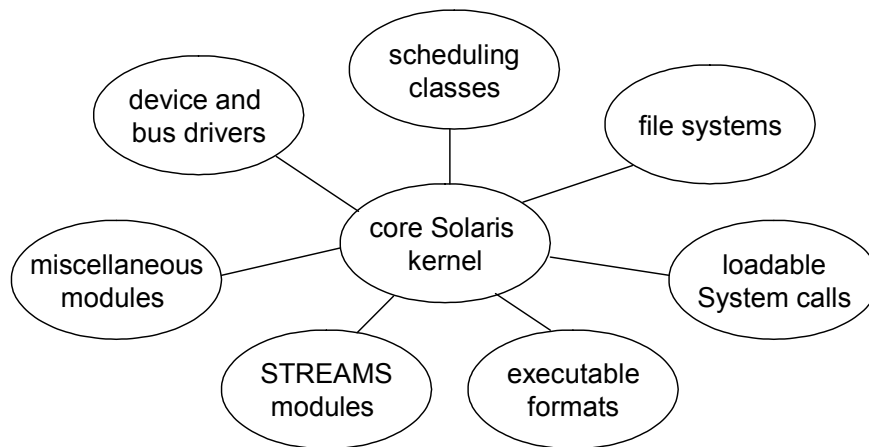 scheduling
classes
device and
bus drivers
file systems
core Solaris
kernel
miscellaneous
modules
loadable
System calls
STREAMS
modules
executable
formats